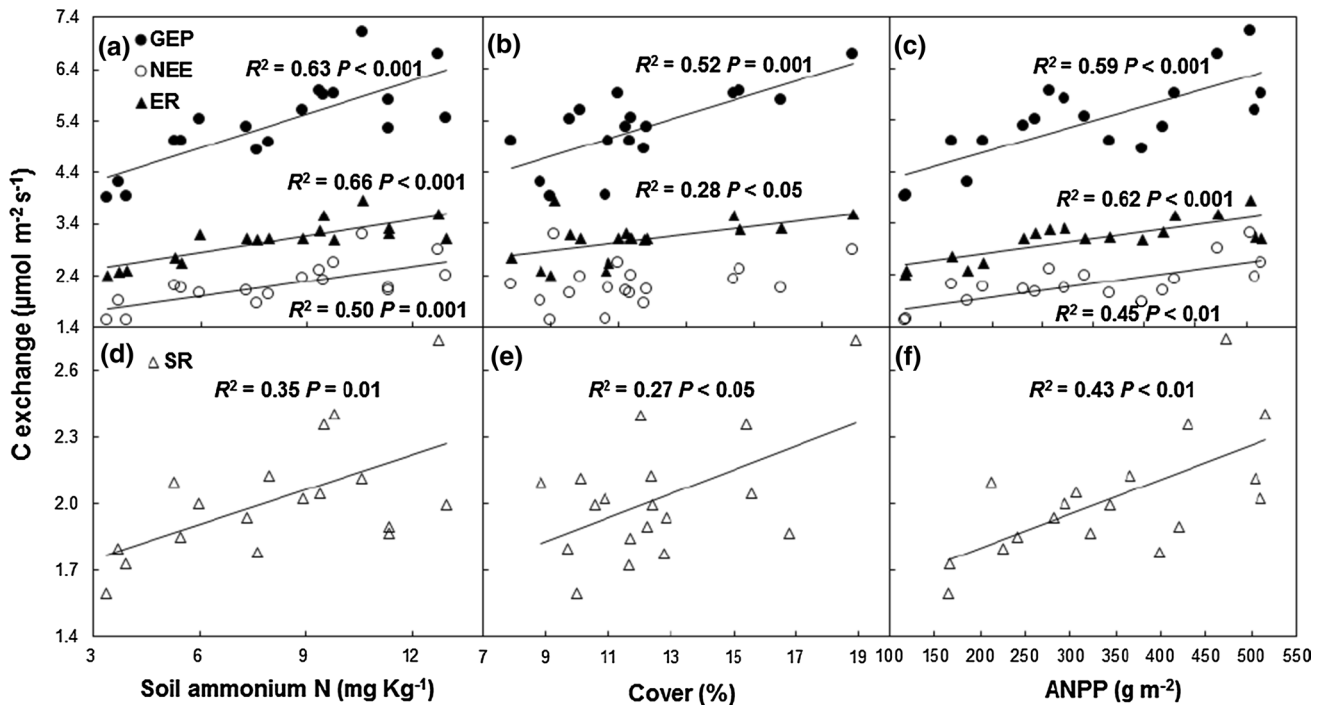 C exchange (μmol m-2 s-1)
7.4
6.4
5.4
4.4
3.4
2.4
1.4
(a)
GEP
NEE
ER
R2 = 0.63 P < 0.001
R2 = 0.66 P < 0.001
R2 = 0.50 P = 0.001
(b)
R2 = 0.52 P = 0.001
R2 = 0.28 P < 0.05
(c)
R2 = 0.59 P < 0.001
R2 = 0.62 P < 0.001
R2 = 0.45 P < 0.01
2.6
2.3
2.0
1.7
1.4
(d)
SR
R2 = 0.35 P = 0.01
(e)
R2 = 0.27 P < 0.05
(f)
R2 = 0.43 P < 0.01
3 6 9 12
7 9 11 13 15 17 19
100 150 200 250 300 350 400 450 500 550
Soil ammonium N (mg Kg-1)
Cover (%)
ANPP (g m-2)